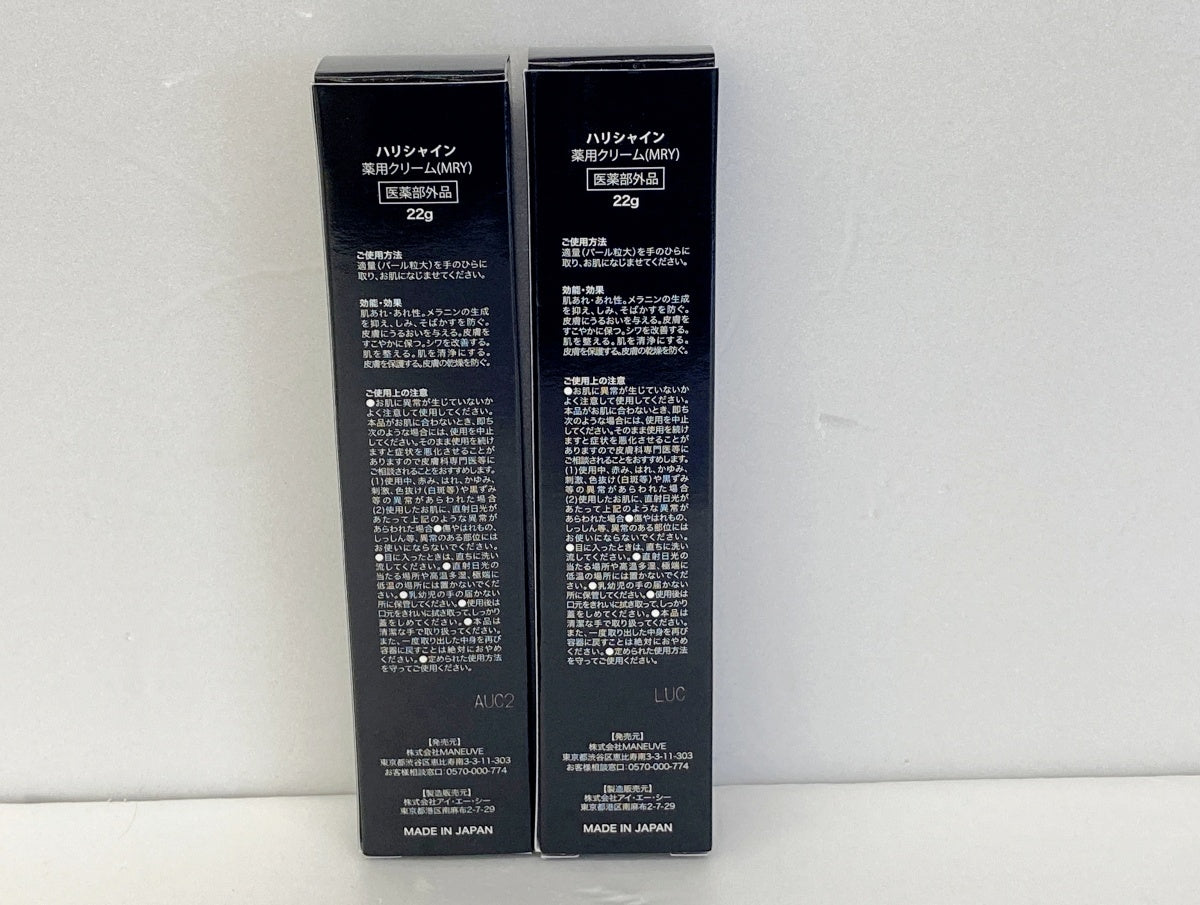 ハリシャイン
薬用クリーム(MRY)
医薬部外品
22g
ご使用方法
適量(パール粒大)を手のひらに
取り、お肌になじませてください。
効能・効果
肌あれ・あれ性。メラニンの生成
を抑え、しみ、そばかすを防ぐ。
皮膚にうるおいを与える。皮膚を
すこやかに保つ。シワを改善する。
肌を整える。肌を清浄にする。
皮膚を保護する。皮膚の乾燥を防ぐ。
ご使用上の注意
●お肌に異常が生じていないか
よく注意して使用してください。
本品がお肌に合わないとき、即ち
次のような場合には、使用を中止
してください。そのまま使用を続け
ますと症状を悪化させることが
ありますので皮膚科専門医等に
ご相談されることをおすすめします。
(1)使用中、赤み、はれ、かゆみ、
刺激、色抜け(白斑等)や黒ずみ
等の異常があらわれた場合
(2)使用したお肌に、直射日光が
あたって上記のような異常が
あらわれた場合●傷やはれもの、
しっしん等、異常のある部位には
お使いにならないでください。
●目に入ったときは、直ちに洗い
流してください。●直射日光の
当たる場所や高温多湿、極端に
低温の場所には置かないでくだ
さい。●乳幼児の手の届かない
所に保管してください。●使用後は
口元をきれいに拭き取って、しっかり
蓋をしめてください。●本品は
清潔な手で取り扱ってください。
また、一度取り出した中身を再び
容器に戻すことは絶対におやめ
ください。●定められた使用方法
を守ってご使用ください。
AUC2
【発売元】
株式会社MANEUVE
東京都渋谷区恵比寿南3-3-11-303
お客様相談窓口:0570-000-774
【製造販売元】
株式会社アイ・エー・シー
東京都港区南麻布2-7-29
MADE IN JAPAN
ハリシャイン
薬用クリーム(MRY)
医薬部外品
22g
ご使用方法
適量(パール粒大)を手のひらに
取り、お肌になじませてください。
効能・効果
肌あれ・あれ性。メラニンの生成
を抑え、しみ、そばかすを防ぐ。
皮膚にうるおいを与える。皮膚を
すこやかに保つ。シワを改善する。
肌を整える。肌を清浄にする。
皮膚を保護する。皮膚の乾燥を防ぐ。
ご使用上の注意
●お肌に異常が生じていないか
よく注意して使用してください。
本品がお肌に合わないとき、即ち
次のような場合には、使用を中止
してください。そのまま使用を続け
ますと症状を悪化させることが
ありますので皮膚科専門医等に
ご相談されることをおすすめします。
(1)使用中、赤み、はれ、かゆみ、
刺激、色抜け(白斑等)や黒ずみ
等の異常があらわれた場合
(2)使用したお肌に、直射日光が
あたって上記のような異常が
あらわれた場合●傷やはれもの、
しっしん等、異常のある部位には
お使いにならないでください。
●目に入ったときは、直ちに洗い
流してください。●直射日光の
当たる場所や高温多湿、極端に
低温の場所には置かないでくだ
さい。●乳幼児の手の届かない
所に保管してください。●使用後は
口元をきれいに拭き取って、しっかり
蓋をしめてください。●本品は
清潔な手で取り扱ってください。
また、一度取り出した中身を再び
容器に戻すことは絶対におやめ
ください。●定められた使用方法
を守ってご使用ください。
LUC
【発売元】
株式会社MANEUVE
東京都渋谷区恵比寿南3-3-11-303
お客様相談窓口:0570-000-774
【製造販売元】
株式会社アイ・エー・シー
東京都港区南麻布2-7-29
MADE IN JAPAN